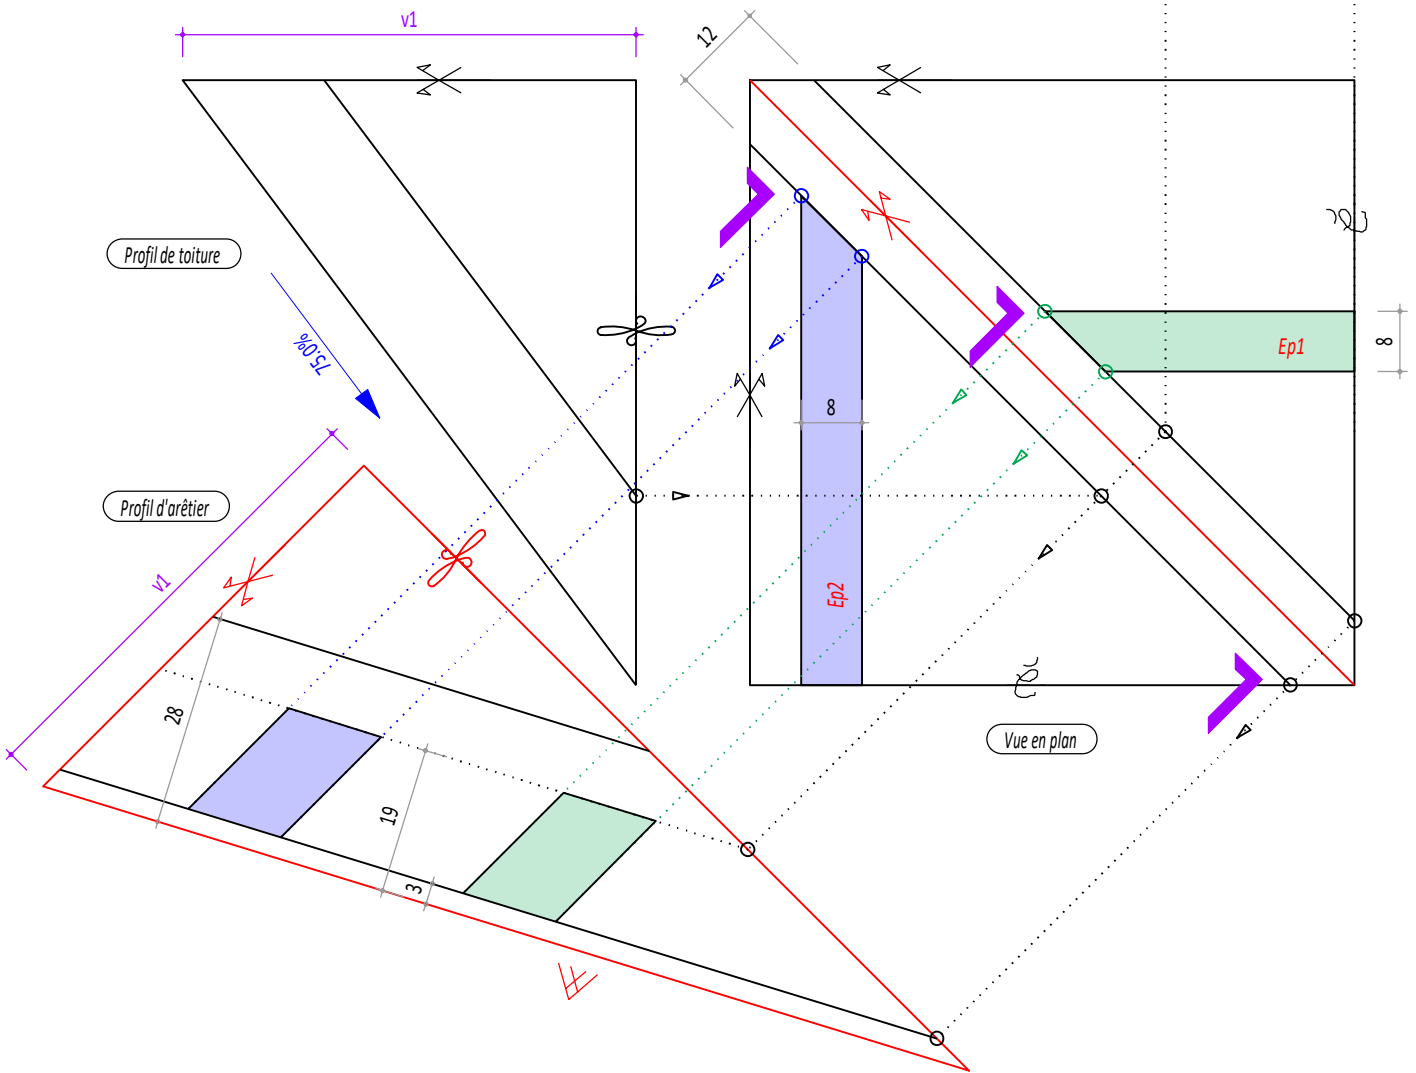 v1
12
Profil de toiture
75.0%
Ep1
8
8
Profil d'arêtier
v1
Ep2
28
Vue en plan
19
3